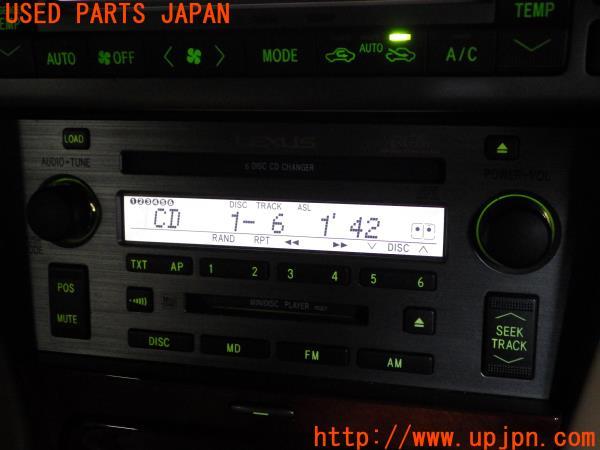 USED PARTS JAPAN
TEMP TEMP
AUTO OFF MODE AUTO A/C
LOAD LEXUS
AUDIO・TUNE 6 DISC CD CHANGER POWER・VOL
123456 DISC TRACK ASL
CD 1- 6 1'42
RAND RPT DISC
TXT AP 1 2 3 4 5 6
POS
MUTE
MINIDISC PLAYER
SEEK
TRACK
DISC MD FM AM
http://www.upjpn.com